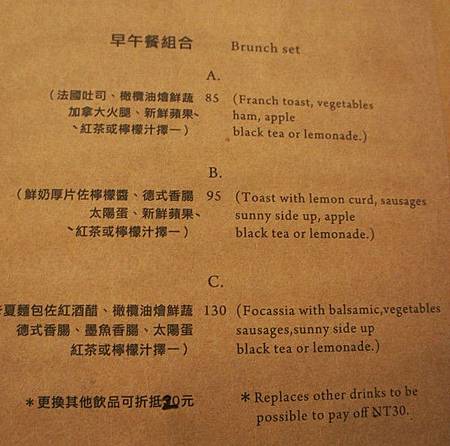 早午餐組合 Brunch set
A.
(法國吐司、橄欖油燴鮮蔬 85 (Franch toast, vegetables
加拿大火腿、新鮮蘋果、 ham, apple
紅茶或檸檬汁擇一) black tea or lemonade.)
B.
(鮮奶厚片佐檸檬醬、德式香腸 95 (Toast with lemon curd, sausages
太陽蛋、新鮮蘋果、 sunny side up, apple
紅茶或檸檬汁擇一) black tea or lemonade.)
C.
夏麵包佐紅酒醋、橄欖油燴鮮蔬 130 (Focassia with balsamic,vegetables
德式香腸、墨魚香腸、太陽蛋 sausages,sunny side up
紅茶或檸檬汁擇一) black tea or lemonade.)
*更換其他飲品可折抵20元 *Replaces other drinks to be
possible to pay off NT30.